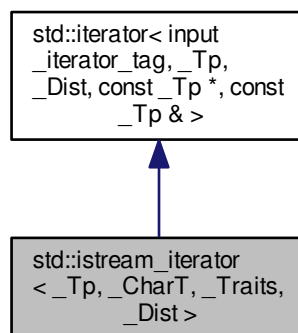 std::iterator< input
_iterator_tag, _Tp,
_Dist, const _Tp *, const
_Tp & >
std::istream_iterator
< _Tp, _CharT, _Traits,
_Dist >